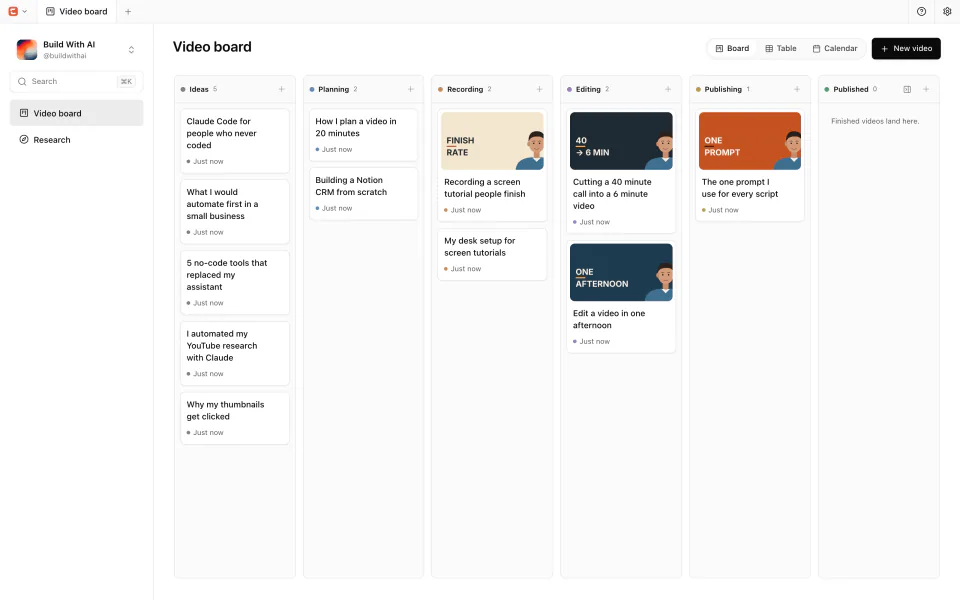 Video board
Build With AI
@buildwithai
Search
⌘K
Video board
Research
Video board
Board
Table
Calendar
New video
Ideas 5
Claude Code for
people who never
coded
Just now
What I would
automate first in a
small business
Just now
5 no-code tools that
replaced my
assistant
Just now
I automated my
YouTube research
with Claude
Just now
Why my thumbnails
get clicked
Just now
Planning 2
How I plan a video in
20 minutes
Just now
Building a Notion
CRM from scratch
Just now
Recording 2
FINISH
RATE
Recording a screen
tutorial people finish
Just now
My desk setup for
screen tutorials
Just now
Editing 2
40
→ 6 MIN
Cutting a 40 minute
call into a 6 minute
video
Just now
ONE
AFTERNOON
Edit a video in one
afternoon
Just now
Publishing 1
ONE
PROMPT
The one prompt I
use for every script
Just now
Published 0
Finished videos land here.